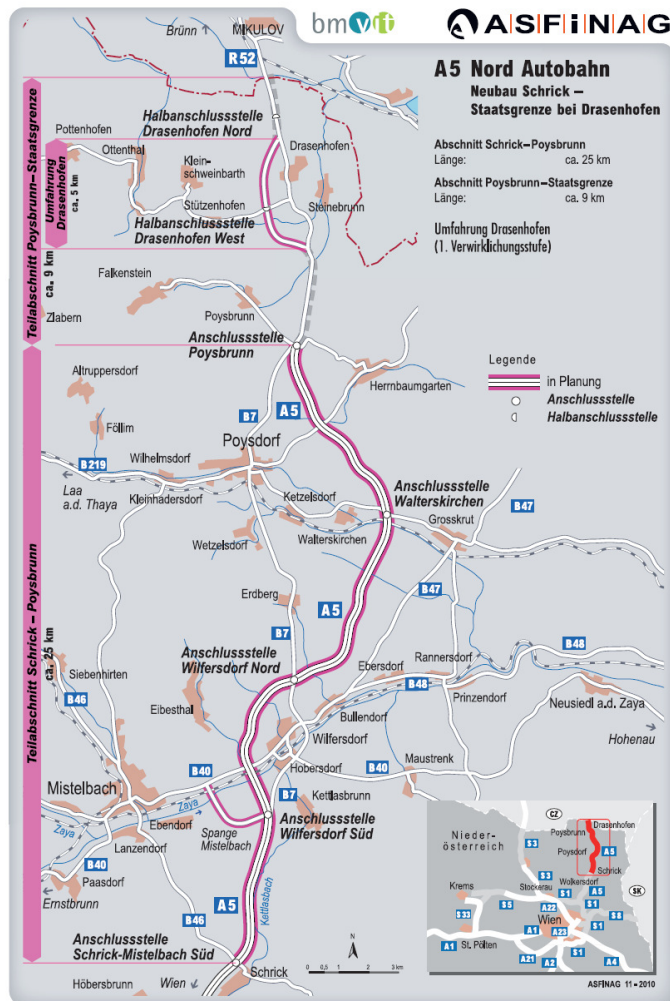 bmvit
ASFiNAG
A5 Nord Autobahn
Neubau Schrick –
Staatsgrenze bei Drasenhofen
Abschnitt Schrick–Poysbrunn
Länge: ca. 25 km
Abschnitt Poysbrunn–Staatsgrenze
Länge: ca. 9 km
Umfahrung Drasenhofen
(1. Verwirklichungsstufe)
Legende
in Planung
Anschlussstelle
Halbanschlussstelle
Teilabschnitt Poysbrunn–Staatsgrenze
ca. 9 km
Umfahrung
Drasenhofen
ca. 5 km
Teilabschnitt Schrick – Poysbrunn
ca. 25 km
Brünn
MIKULOV
R52
Halbanschlussstelle
Drasenhofen Nord
Pottenhofen
Ottenthal
Klein-
schweinbarth
Drasenhofen
Stützenhofen
Steinebrunn
Halbanschlussstelle
Drasenhofen West
Falkenstein
Zlabern
Poysbrunn
Anschlussstelle
Poysbrunn
Altruppersdorf
Herrnbaumgarten
A5
B7
Föllim
Poysdorf
Wilhelmsdorf
B219
Laa
a.d. Thaya
Kleinhadersdorf
Ketzelsdorf
Anschlussstelle
Walterskirchen
B47
Grosskrut
Wetzelsdorf
Walterskirchen
Erdberg
B47
A5
B7
Anschlussstelle
Wilfersdorf Nord
Siebenhirten
B46
Eibesthal
Ebersdorf
Rannersdorf
B48
B48
Prinzendorf
Neusiedl a.d. Zaya
Bullendorf
Wilfersdorf
Hohenau
Mistelbach
B40
Hobersdorf
B40
Maustrenk
Zaya
B7
Kettlasbrunn
Zaya
Ebendorf
Spange
Mistelbach
Anschlussstelle
Wilfersdorf Süd
Lanzendorf
B40
Paasdorf
Ernstbrunn
Kettlasbach
A5
B46
Anschlussstelle
Schrick-Mistelbach Süd
Schrick
Höbersbrunn
Wien
N
0,5 1 2 3 km
CZ
Drasenhofen
Poysbrunn
Nieder-
österreich
Poysdorf
A5
S3
Schrick
SK
S3
Wolkersdorf
Krems
Stockerau
S1
A5
S5
A22
S1
S33
Wien
S8
A1
A23
S1
A1
St. Pölten
A21
A2
S1
A4
ASFINAG 11 - 2010